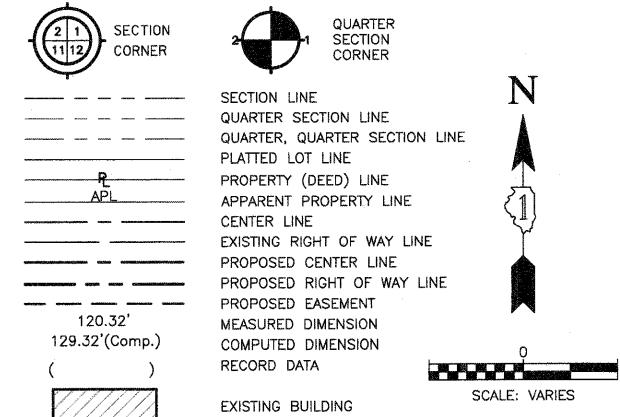 2 1
11 12
SECTION
CORNER
2 1
QUARTER
SECTION
CORNER
SECTION LINE
QUARTER SECTION LINE
QUARTER, QUARTER SECTION LINE
PLATTED LOT LINE
PL PROPERTY (DEED) LINE
APL APPARENT PROPERTY LINE
CENTER LINE
EXISTING RIGHT OF WAY LINE
PROPOSED CENTER LINE
PROPOSED RIGHT OF WAY LINE
PROPOSED EASEMENT
120.32' MEASURED DIMENSION
129.32'(Comp.) COMPUTED DIMENSION
( ) RECORD DATA
EXISTING BUILDING
N
1
0
SCALE: VARIES